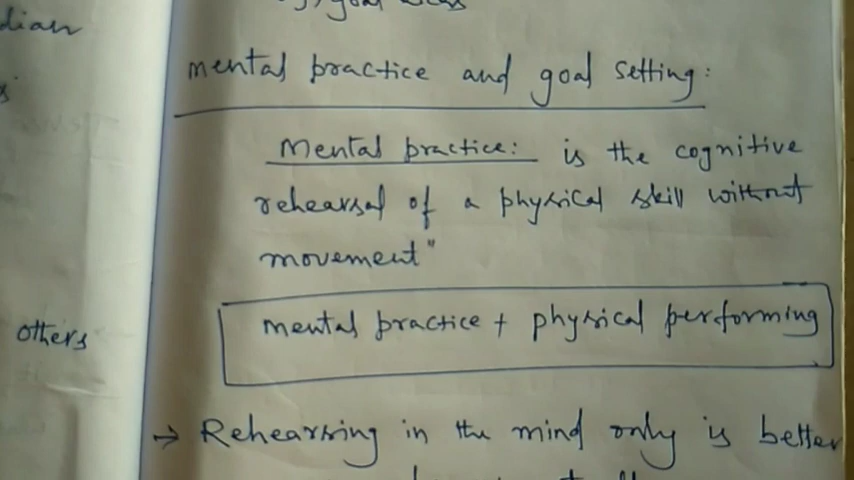 dian
mental practice and goal setting:
Mental practice: is the cognitive
rehearsal of a physical skill without
movement"
mental practice + physical performing
others
→ Rehearsing in the mind only is better